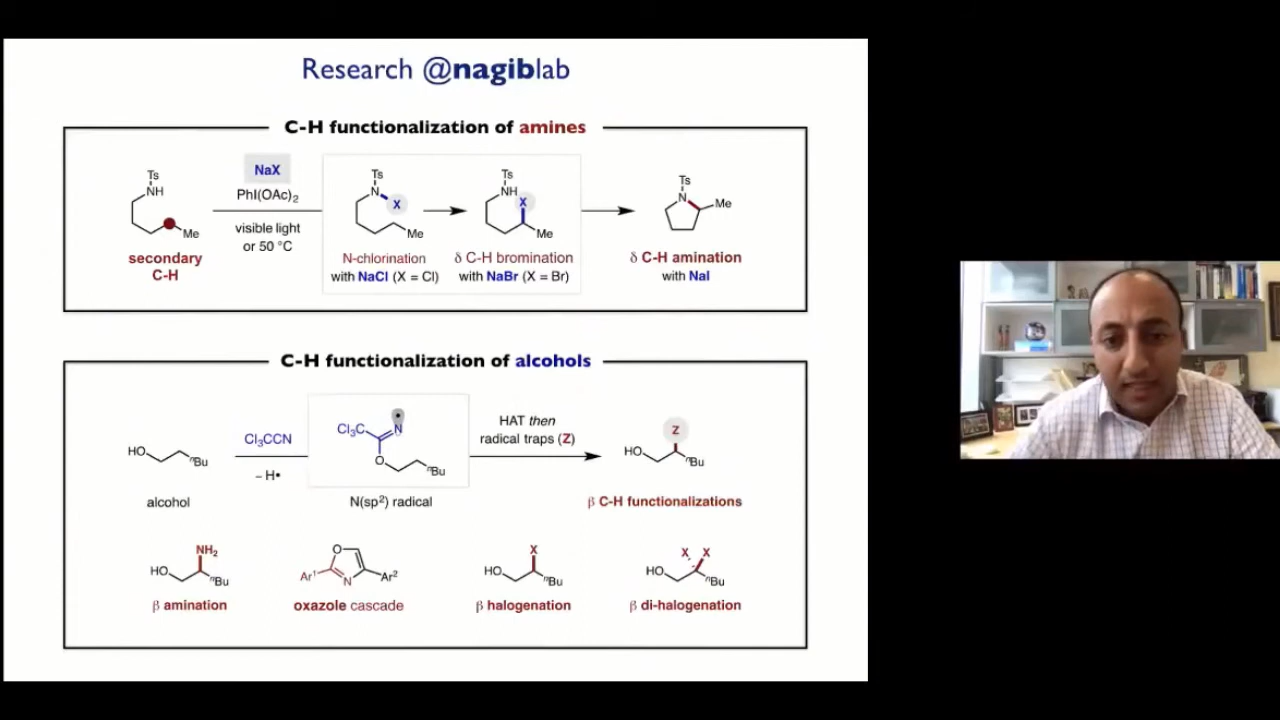 Research @nagiblab
C-H functionalization of amines
Ts
NH
Me
secondary
C-H
NaX
PhI(OAc)₂
visible light
or 50 °C
Ts
N
X
Me
N-chlorination
with NaCl (X = Cl)
Ts
NH
X
Me
δ C-H bromination
with NaBr (X = Br)
Ts
N
Me
δ C-H amination
with NaI
C-H functionalization of alcohols
HO
ⁿBu
alcohol
Cl₃CCN
– H•
Cl₃C
N
O
ⁿBu
N(sp²) radical
HAT then
radical traps (Z)
Z
HO
ⁿBu
β C-H functionalizations
NH₂
HO
ⁿBu
β amination
O
Ar¹
N
Ar²
oxazole cascade
X
HO
ⁿBu
β halogenation
X X
HO
ⁿBu
β di-halogenation